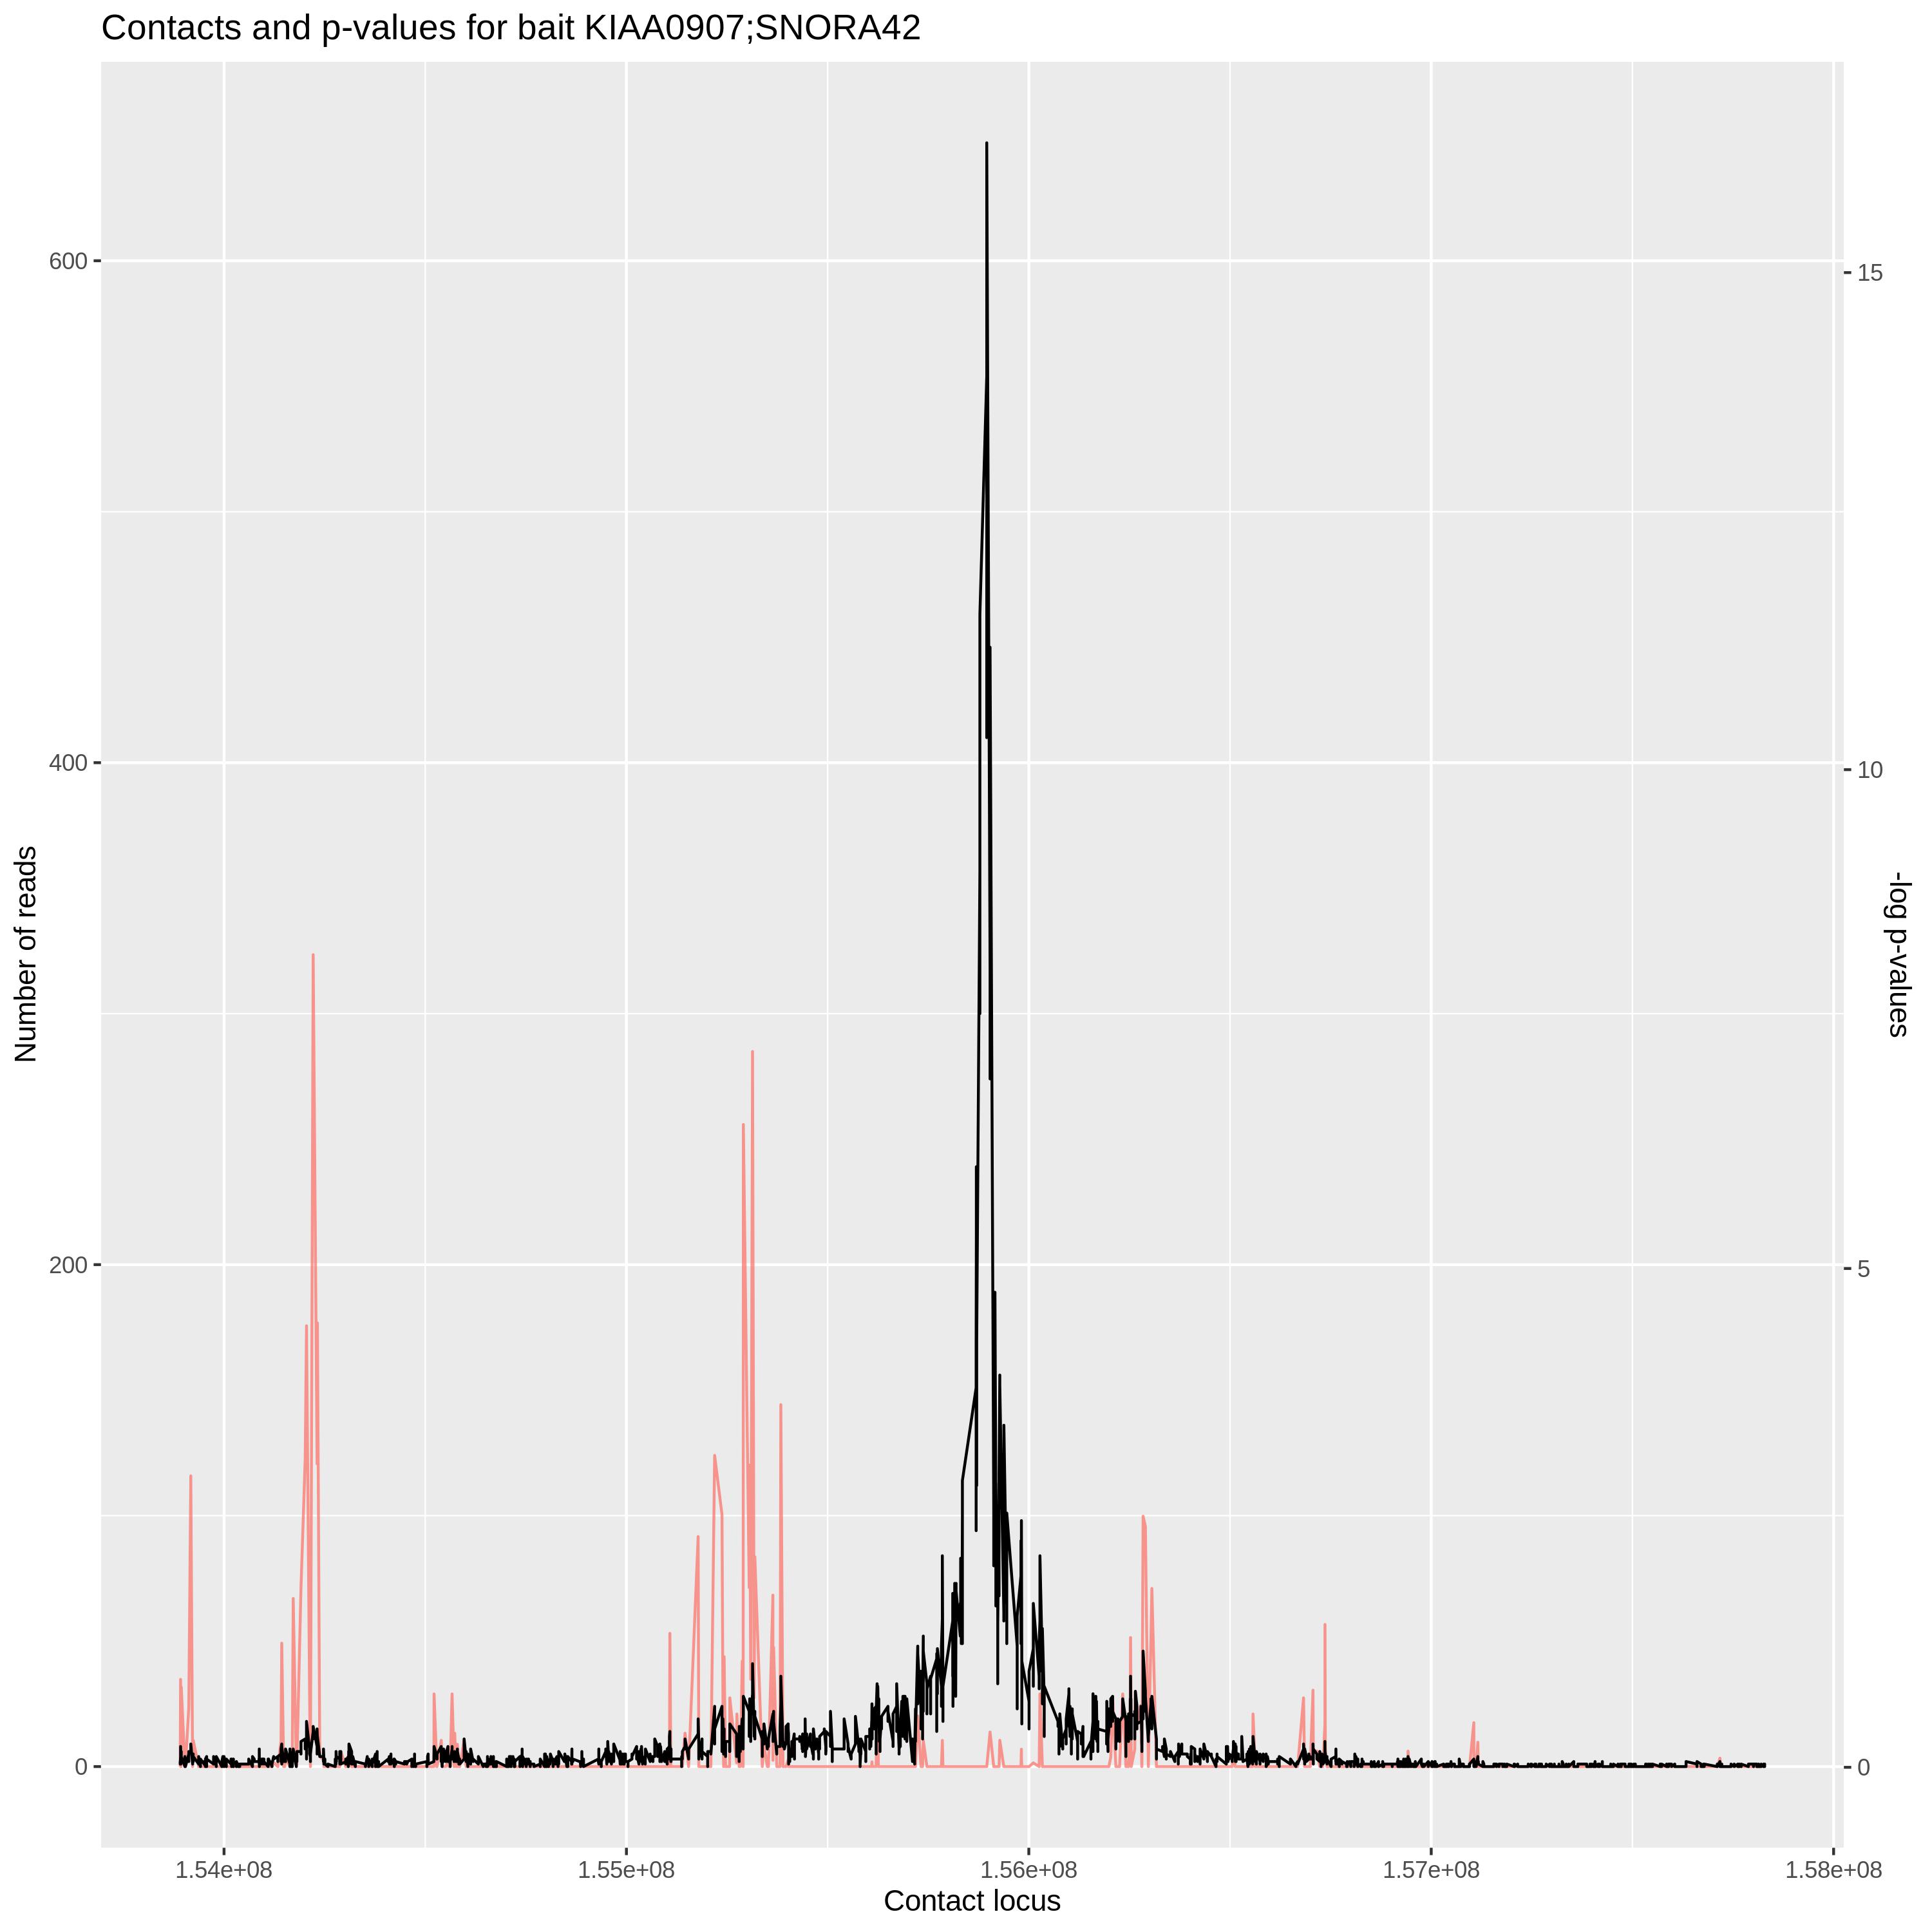 Contacts and p-values for bait KIAA0907;SNORA42
600
400
200
0
Number of reads
15
10
5
0
-log p-values
1.54e+08
1.55e+08
1.56e+08
1.57e+08
1.58e+08
Contact locus